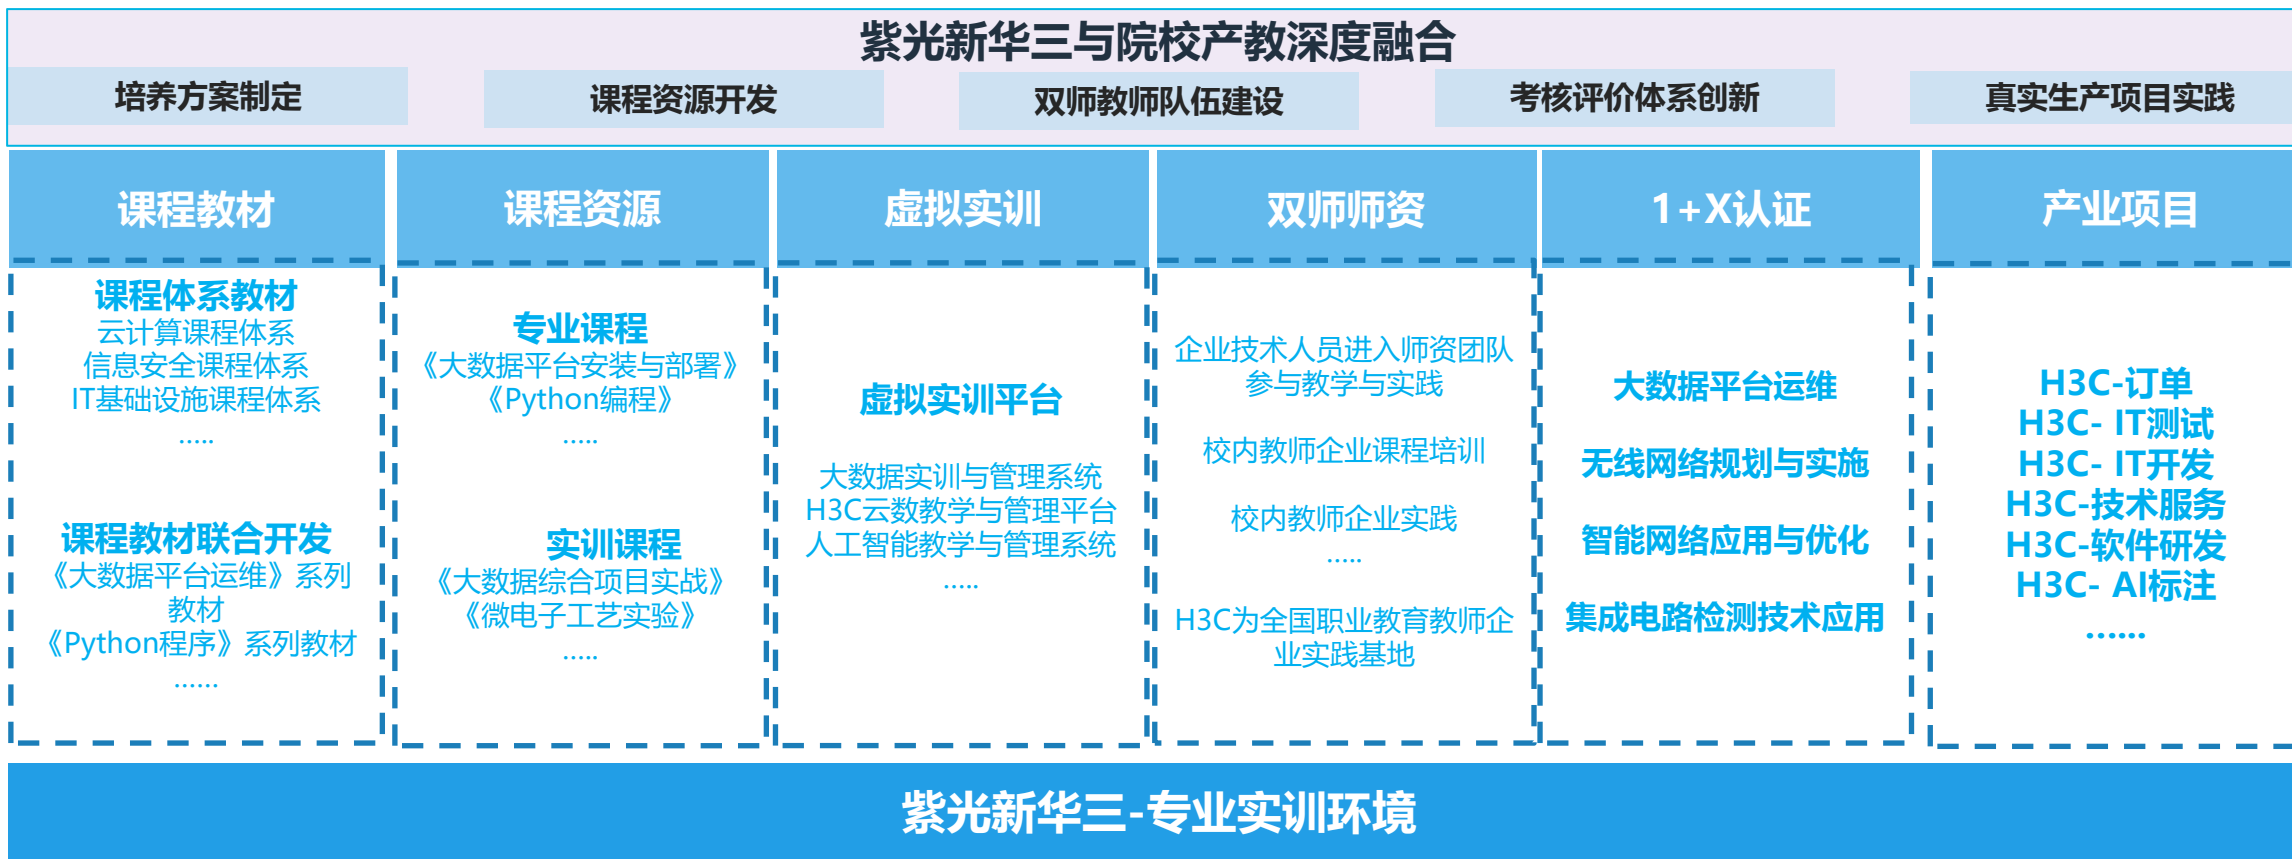 紫光新华三与院校产教深度融合
培养方案制定
课程资源开发
双师教师队伍建设
考核评价体系创新
真实生产项目实践
课程教材
课程体系教材
云计算课程体系
信息安全课程体系
IT基础设施课程体系
.....
课程教材联合开发
《大数据平台运维》系列
教材
《Python程序》系列教材
......
课程资源
专业课程
《大数据平台安装与部署》
《Python编程》
.....
实训课程
《大数据综合项目实战》
《微电子工艺实验》
.....
虚拟实训
虚拟实训平台
大数据实训与管理系统
H3C云数教学与管理平台
人工智能教学与管理系统
.....
双师师资
企业技术人员进入师资团队
参与教学与实践
校内教师企业课程培训
校内教师企业实践
.....
H3C为全国职业教育教师企
业实践基地
1+X认证
大数据平台运维
无线网络规划与实施
智能网络应用与优化
集成电路检测技术应用
产业项目
H3C-订单
H3C- IT测试
H3C- IT开发
H3C-技术服务
H3C-软件研发
H3C- AI标注
......
紫光新华三-专业实训环境